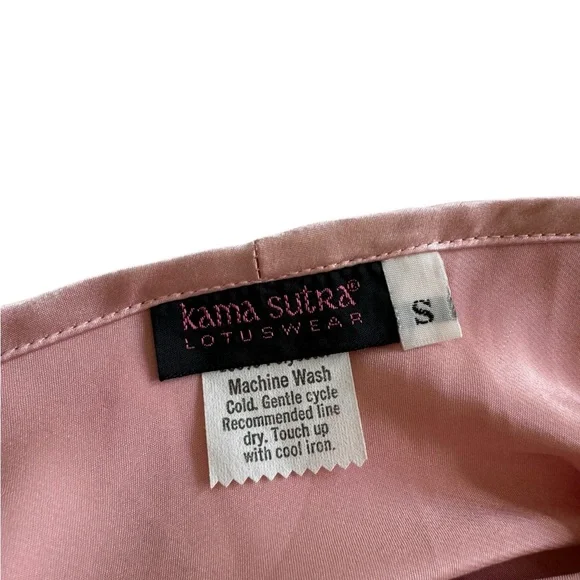 kama sutra®
LOTUSWEAR
S
Machine Wash
Cold. Gentle cycle
Recommended line
dry. Touch up
with cool iron.